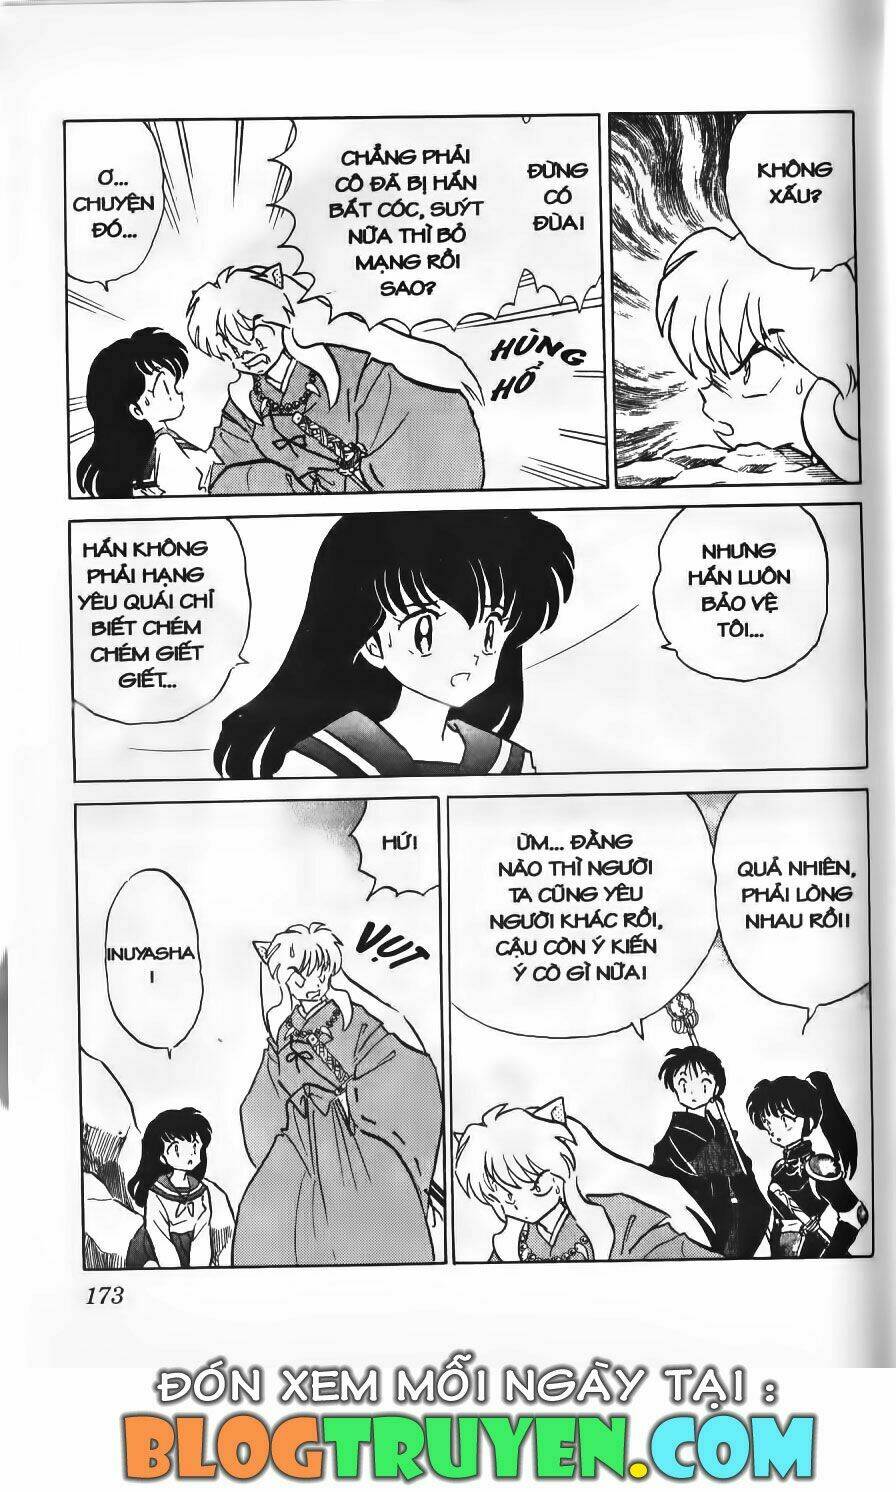 KHÔNG
XẤU?
ĐỪNG
CÓ
ĐÙA!
CHẲNG PHẢI
CÔ ĐÃ BỊ HẮN
BẮT CÓC, SUÝT
NỮA THÌ BỎ
MẠNG RỒI
SAO?
HÙNG
HỔ
Ơ...
CHUYỆN
ĐÓ...
NHƯNG
HẮN LUÔN
BẢO VỆ
TÔI...
HẮN KHÔNG
PHẢI HẠNG
YÊU QUÁI CHỈ
BIẾT CHÉM
CHÉM GIẾT
GIẾT...
QUẢ NHIÊN,
PHẢI LÒNG
NHAU RỒI!
ỪM... ĐẰNG
NÀO THÌ NGƯỜI
TA CŨNG YÊU
NGƯỜI KHÁC RỒI,
CẬU CÒN Ý KIẾN
Ý CÒ GÌ NỮA!
HỨ!
VỤT
INUYASHA
!
173
ĐÓN XEM MỖI NGÀY TẠI :
BLOGTRUYEN.COM